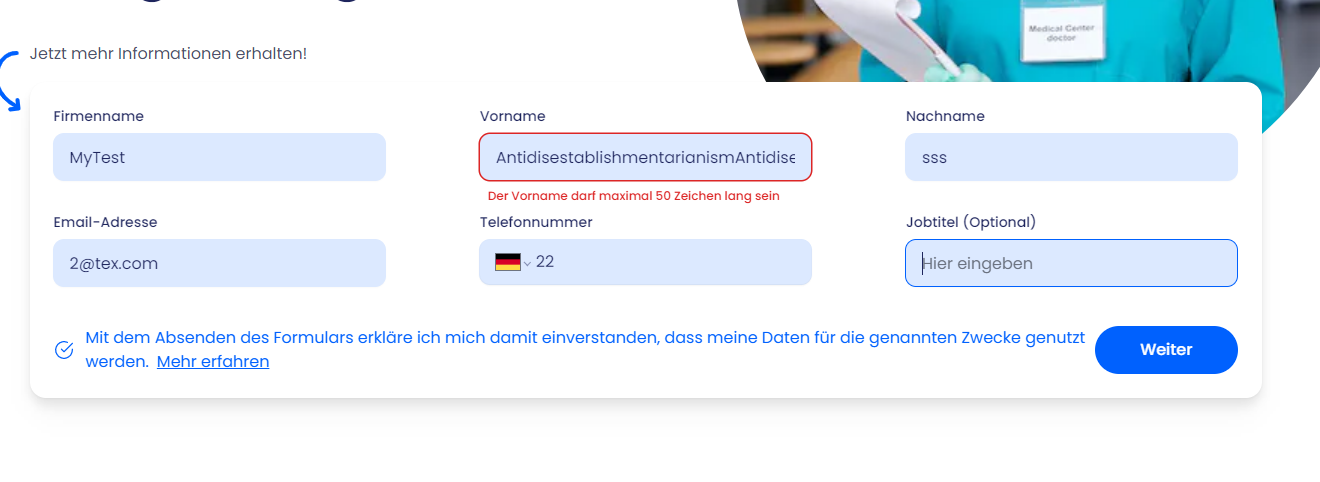 Medical Center
doctor
Jetzt mehr Informationen erhalten!
Firmenname
Vorname
Nachname
MyTest
AntidisestablishmentarianismAntidise
sss
Der Vorname darf maximal 50 Zeichen lang sein
Email-Adresse
Telefonnummer
Jobtitel (Optional)
2@tex.com
22
Hier eingeben
Mit dem Absenden des Formulars erkläre ich mich damit einverstanden, dass meine Daten für die genannten Zwecke genutzt
werden. Mehr erfahren
Weiter